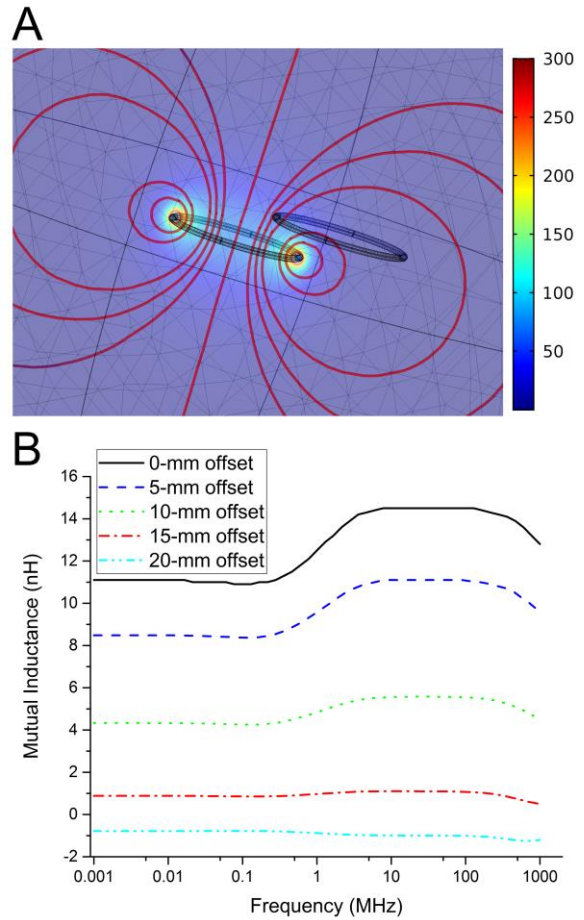 A
300
250
200
150
100
50
B
0-mm offset
5-mm offset
10-mm offset
15-mm offset
20-mm offset
16
14
12
10
8
6
4
2
0
-2
Mutual Inductance (nH)
0.001 0.01 0.1 1 10 100 1000
Frequency (MHz)